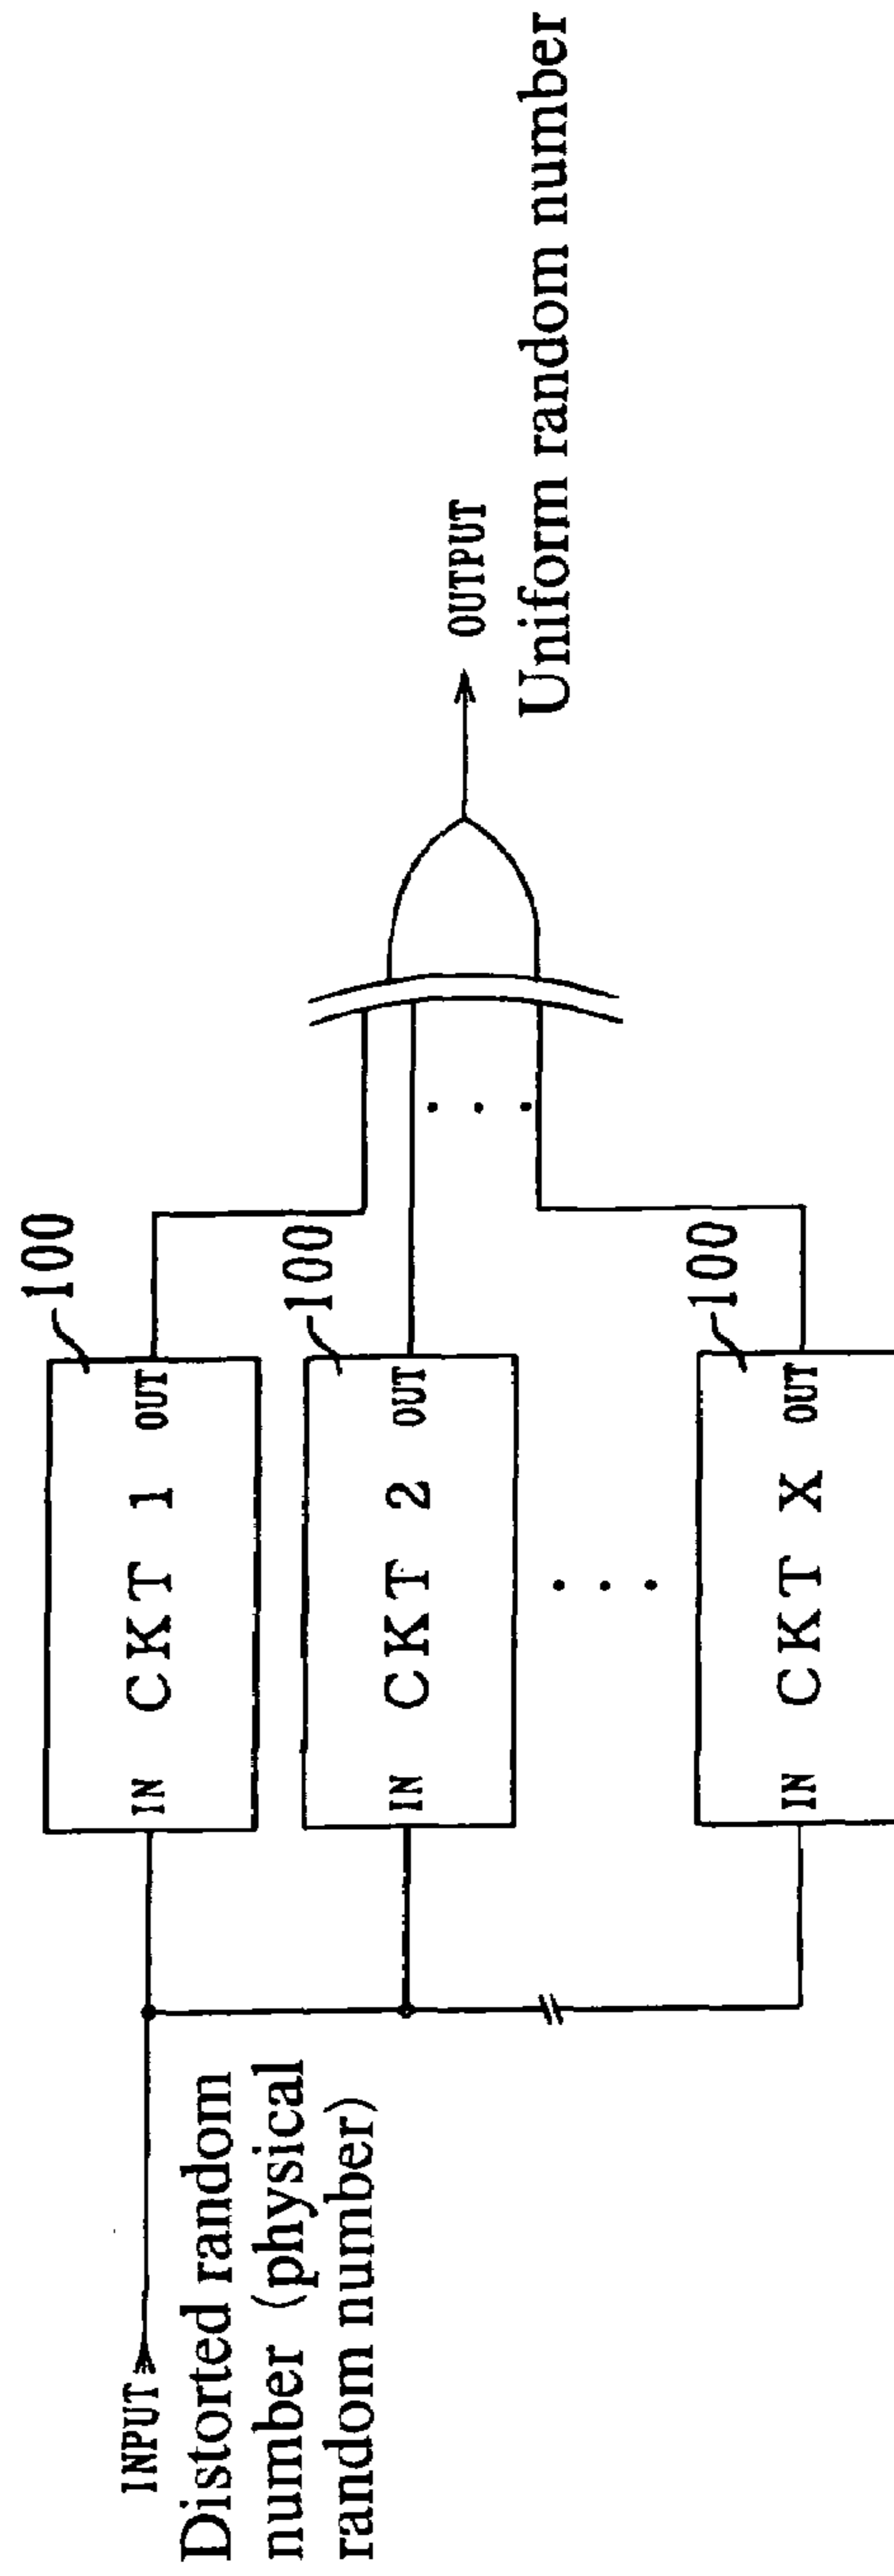 INPUT
Distorted random
number (physical
random number)
100
IN CKT 1 OUT
100
IN CKT 2 OUT
100
IN CKT X OUT
OUTPUT
Uniform random number